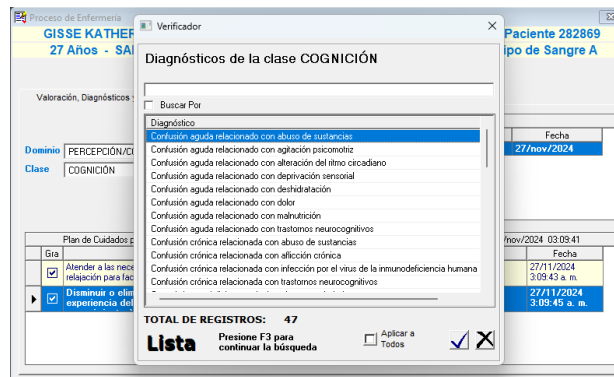 Proceso de Enfermería
GISSE KATHER
Paciente 282869
27 Años - SA
po de Sangre A
Valoración, Diagnósticos y
Dominio PERCEPCIÓN/CO
Clase COGNICIÓN
Fecha
27/nov/2024
Plan de Cuidados p
/nov/2024 03:09:41
Gra
Fecha
Atender a las nece
relajación para fac
27/11/2024
3:09:43 a. m.
Disminuir o elim
experiencia del
27/11/2024
3:09:45 a. m.
Verificador
Diagnósticos de la clase COGNICIÓN
Buscar Por
Diagnóstico
Confusión aguda relacionado con abuso de sustancias
Confusión aguda relacionado con agitación psicomotriz
Confusión aguda relacionado con alteración del ritmo circadiano
Confusión aguda relacionado con deprivación sensorial
Confusión aguda relacionado con deshidratación
Confusión aguda relacionado con dolor
Confusión aguda relacionado con malnutrición
Confusión aguda relacionado con trastornos neurocognitivos
Confusión crónica relacionada con abuso de sustancias
Confusión crónica relacionada con aflicción crónica
Confusión crónica relacionada con infección por el virus de la inmunodeficiencia humana
Confusión crónica relacionada con trastornos neurocognitivos
TOTAL DE REGISTROS: 47
Lista
Presione F3 para
continuar la búsqueda
Aplicar a
Todos